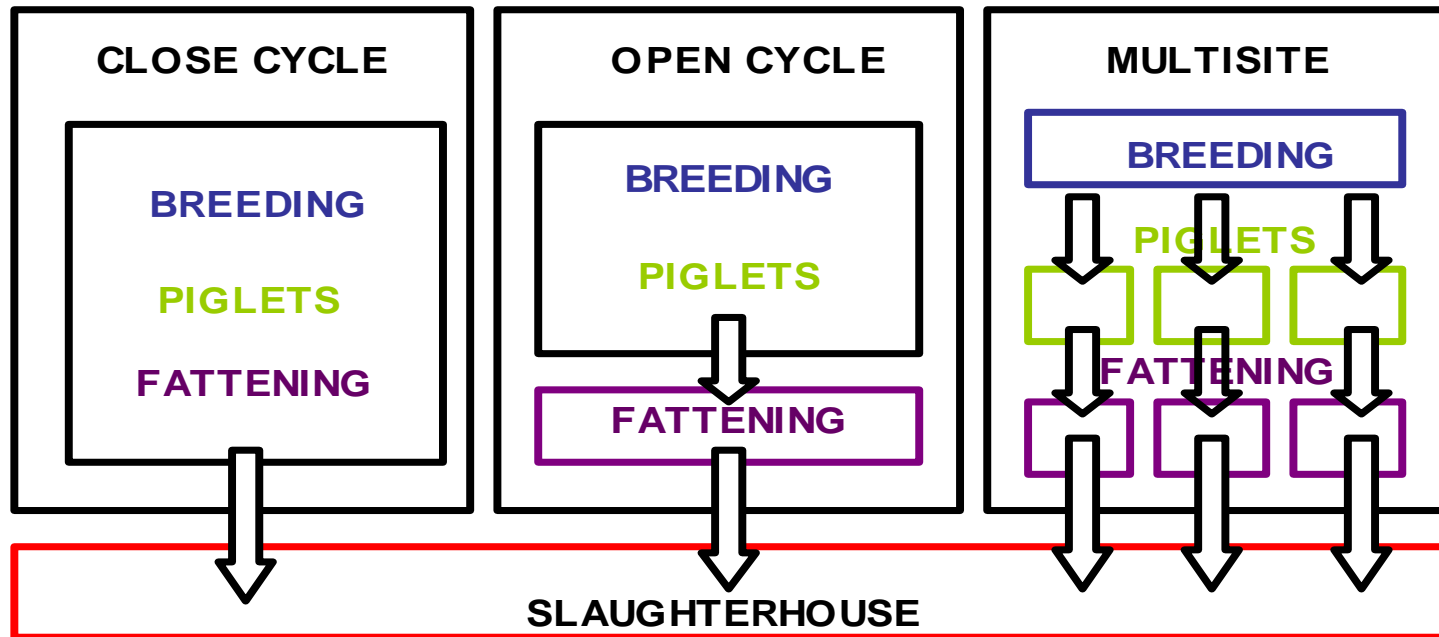 CLOSE CYCLE
BREEDING
PIGLETS
FATTENING
OPEN CYCLE
BREEDING
PIGLETS
FATTENING
MULTISITE
BREEDING
PIGLETS
FATTENING
SLAUGHTERHOUSE